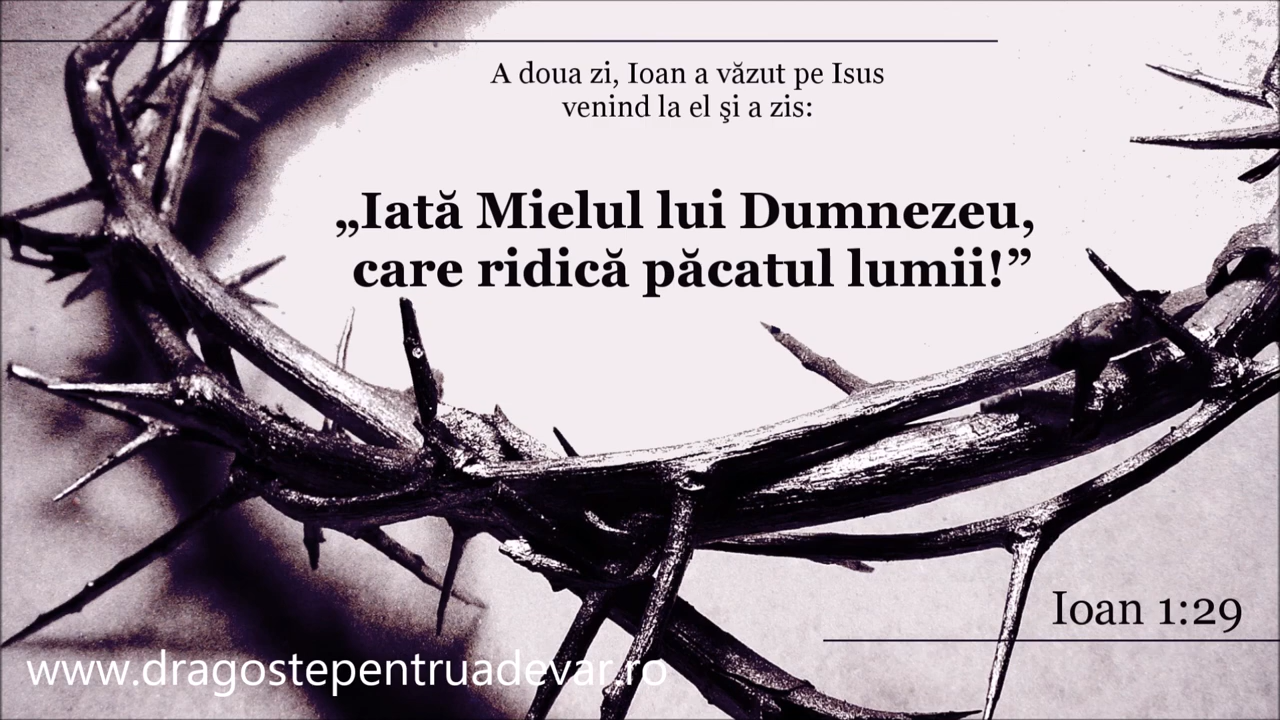 A doua zi, Ioan a văzut pe Isus
venind la el şi a zis:
„Iată Mielul lui Dumnezeu,
care ridică păcatul lumii!”
Ioan 1:29
www.dragostepentruadevar.ro